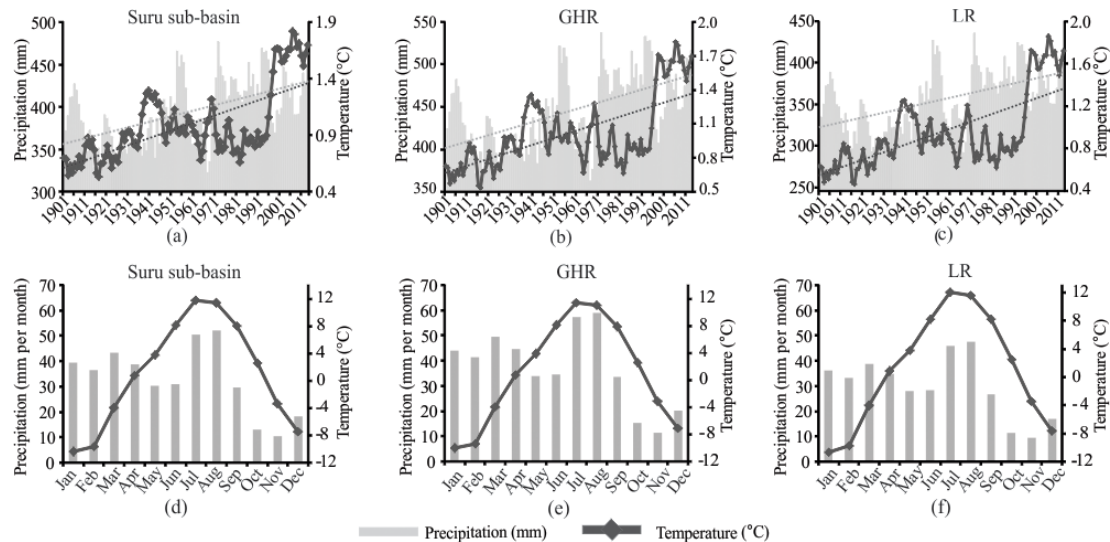 Suru sub-basin
GHR
LR
Precipitation (mm)
500
450
400
350
300
1.9
1.4
0.9
0.4
Temperature (°C)
1901
1911
1921
1931
1941
1951
1961
1971
1981
1991
2001
2011
(a)
Precipitation (mm)
550
500
450
400
350
2.0
1.7
1.4
1.1
0.8
0.5
Temperature (°C)
1901
1911
1921
1931
1941
1951
1961
1971
1981
1991
2001
2011
(b)
Precipitation (mm)
450
400
350
300
250
2.0
1.6
1.2
0.8
0.4
Temperature (°C)
1901
1911
1921
1931
1941
1951
1961
1971
1981
1991
2001
2011
(c)
Suru sub-basin
GHR
LR
Precipitation (mm per month)
70
60
50
40
30
20
10
0
12
8
4
0
-4
-8
-12
Temperature (°C)
Jan
Feb
Mar
Apr
May
Jun
Jul
Aug
Sep
Oct
Nov
Dec
(d)
Precipitation (mm per month)
70
60
50
40
30
20
10
0
12
8
4
0
-4
-8
-12
Temperature (°C)
Jan
Feb
Mar
Apr
May
Jun
Jul
Aug
Sep
Oct
Nov
Dec
(e)
Precipitation (mm per month)
70
60
50
40
30
20
10
0
12
8
4
0
-4
-8
-12
Temperature (°C)
Jan
Feb
Mar
Apr
May
Jun
Jul
Aug
Sep
Oct
Nov
Dec
(f)
Precipitation (mm)
Temperature (°C)